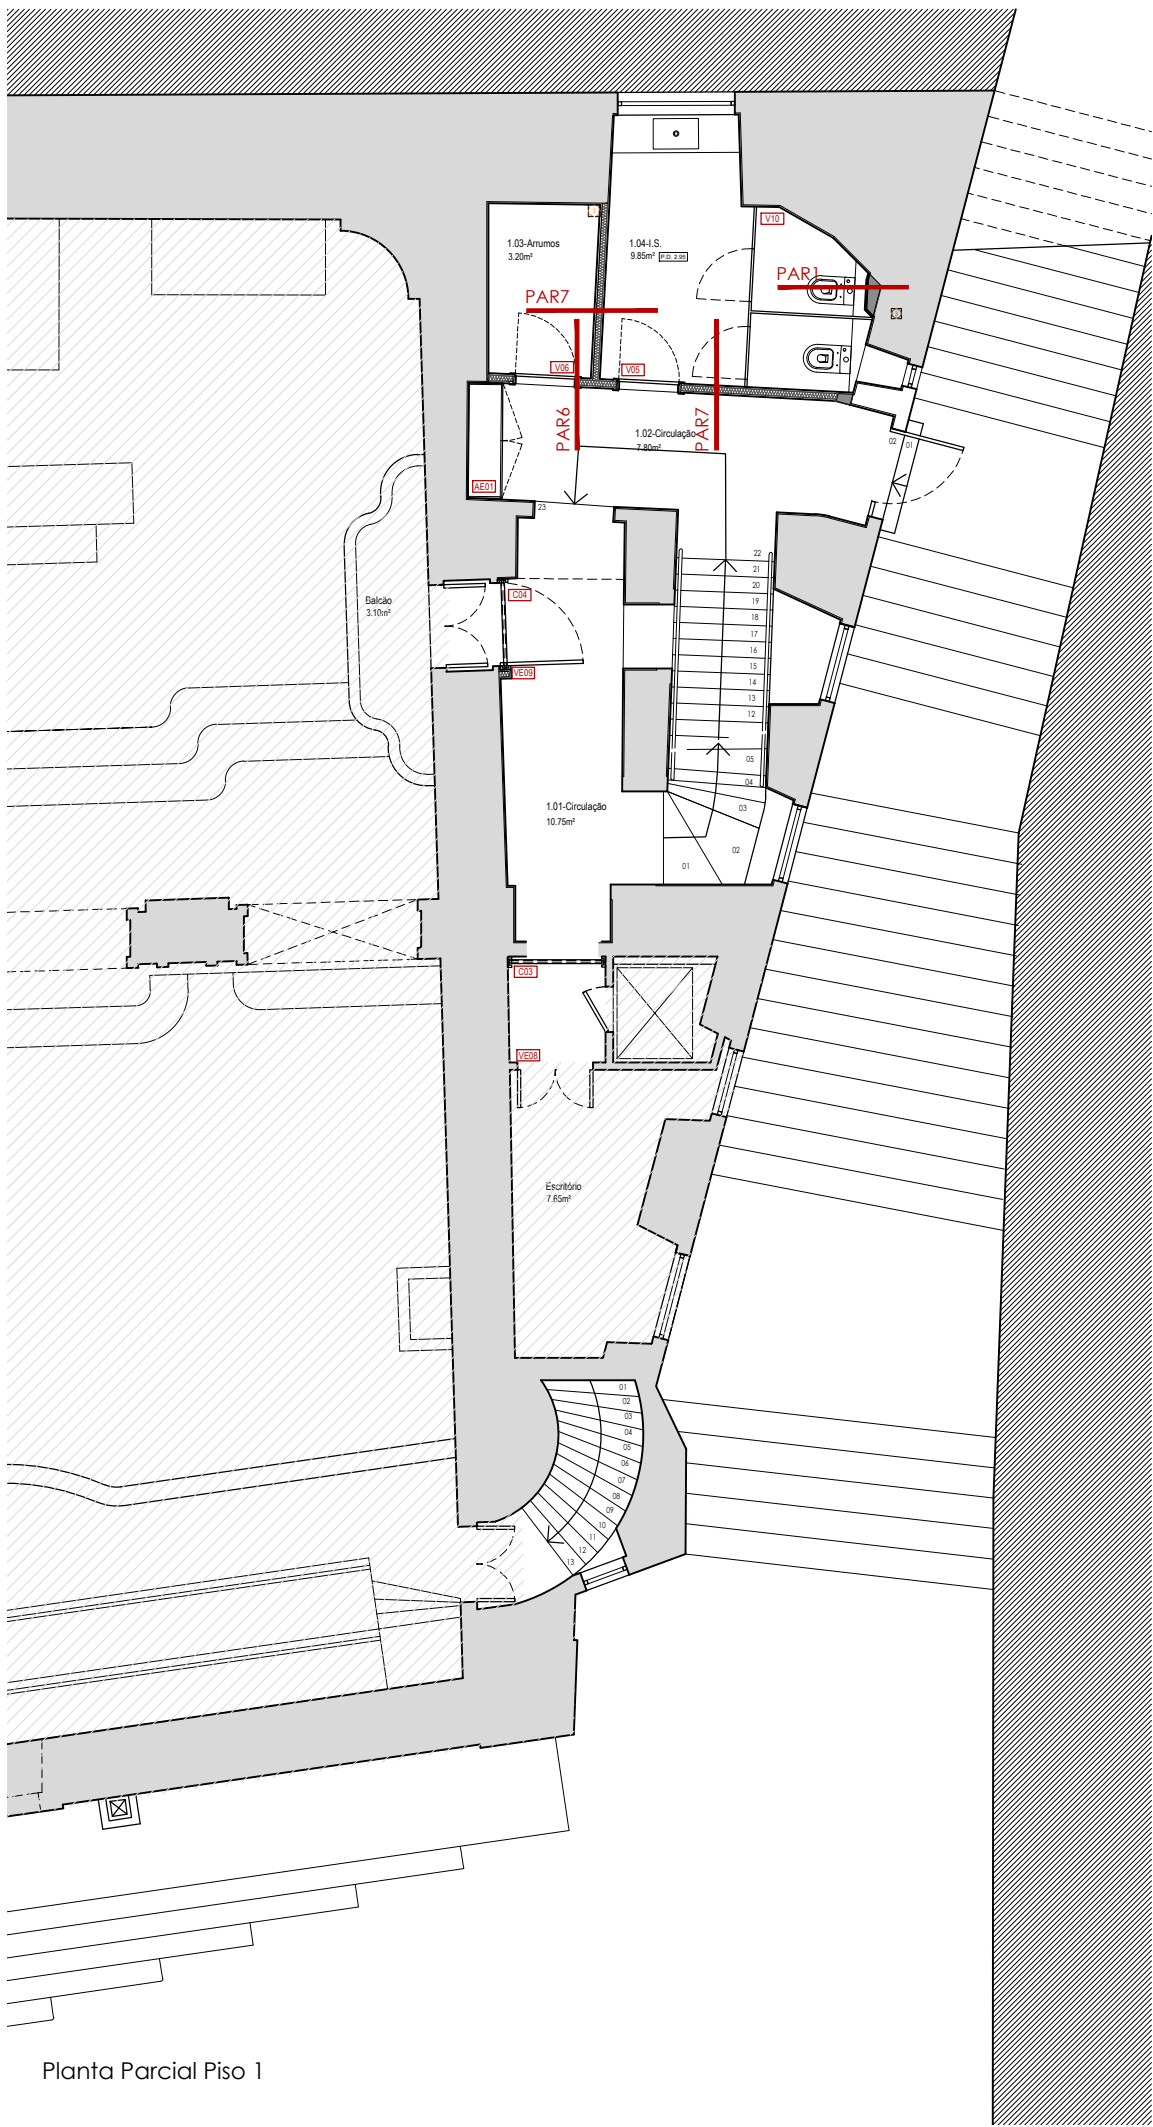 V10
1.03-Arrumos
3.20m²
1.04-I.S.
9.85m² P.D. 2.95
PAR1
PAR7
V06
V05
PAR6
PAR7
1.02-Circulação
7.80m²
02
01
AE01
23
22
21
20
19
18
17
16
15
14
13
12
05
04
03
02
01
C04
Balcão
3.10m²
VE09
1.01-Circulação
10.75m²
C03
VE08
Escritório
7.65m²
01
02
03
04
05
06
07
08
09
10
11
12
13
Planta Parcial Piso 1